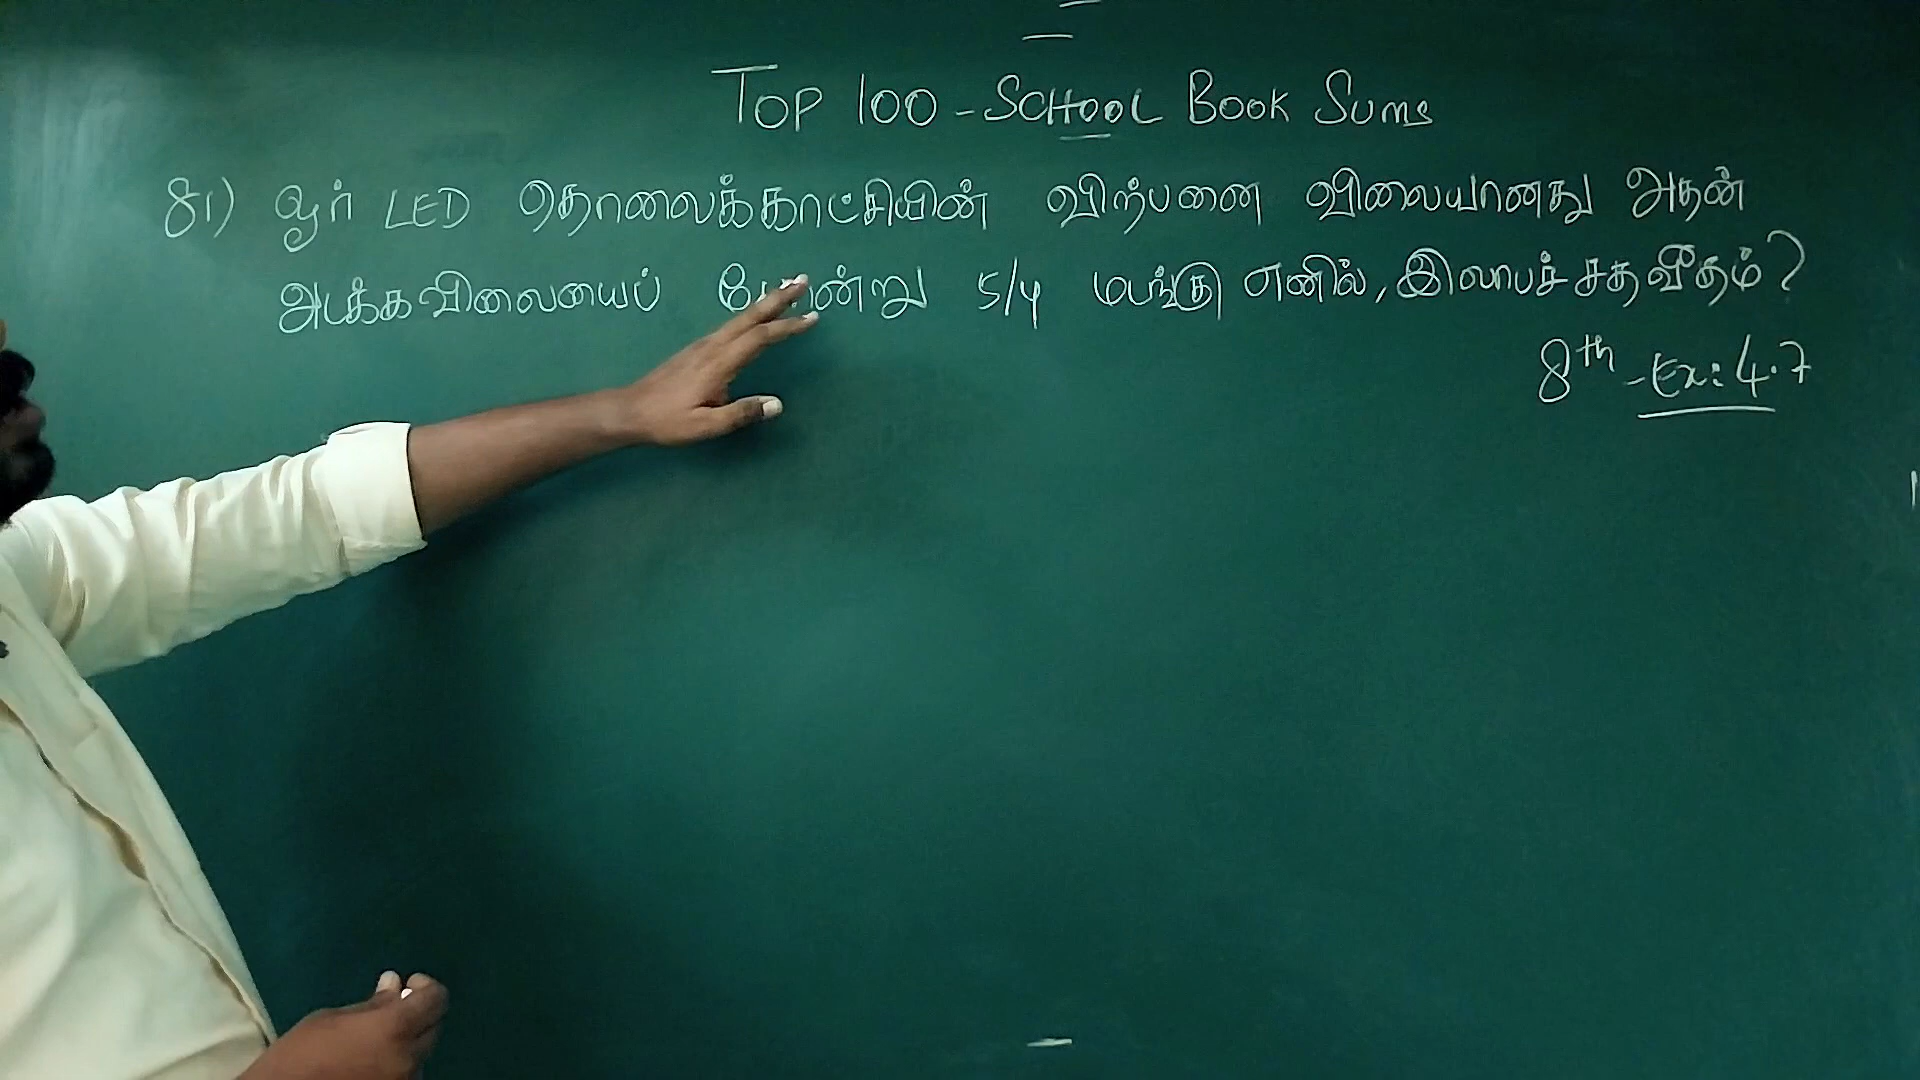 TOP 100 - SCHOOL BOOK SUMS
81) ஓர் LED தொலைக்காட்சியின் விற்பனை விலையானது அதன்
அடக்கவிலையைப் போன்று 5/4 மடங்கு எனில், இலாபச் சதவீதம்?
8th - Ex: 4.7